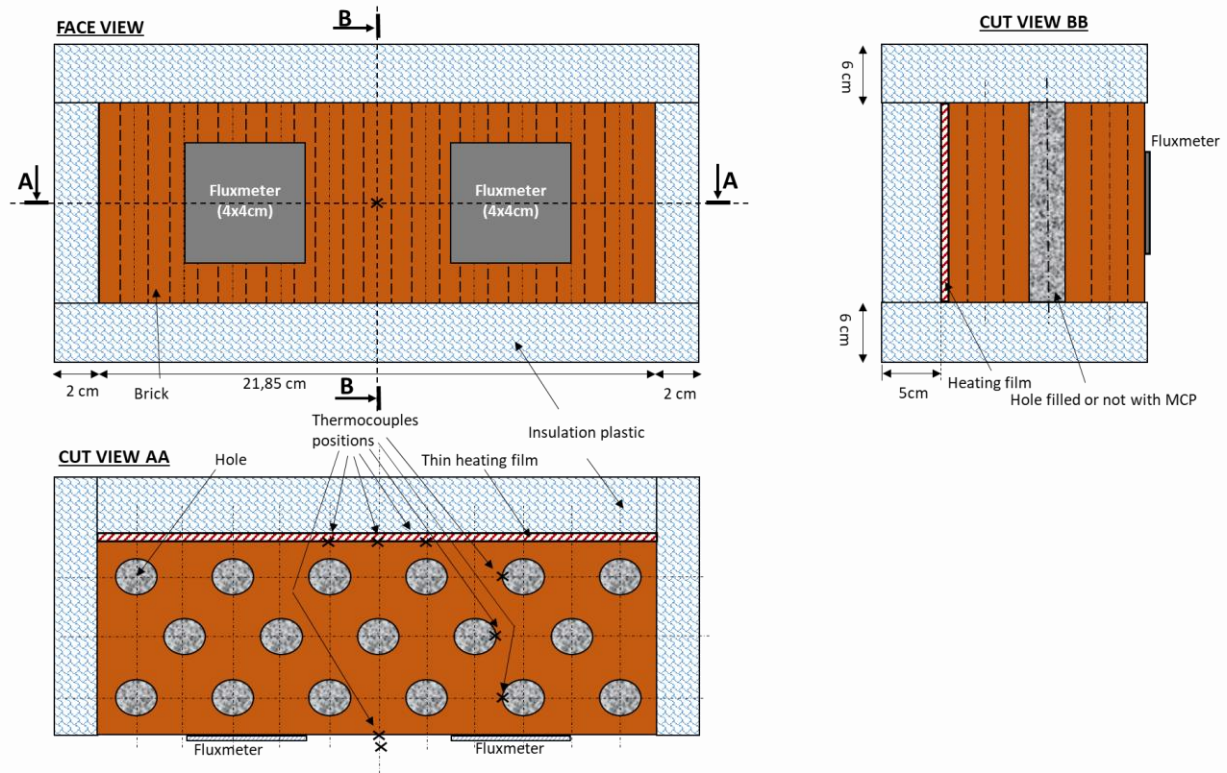 FACE VIEW
B
CUT VIEW BB
A
A
Fluxmeter
(4x4cm)
Fluxmeter
(4x4cm)
6 cm
Fluxmeter
6 cm
2 cm
21,85 cm
2 cm
Brick
B
5cm
Heating film
Hole filled or not with MCP
Thermocouples
positions
Insulation plastic
CUT VIEW AA
Hole
Thin heating film
Fluxmeter
Fluxmeter